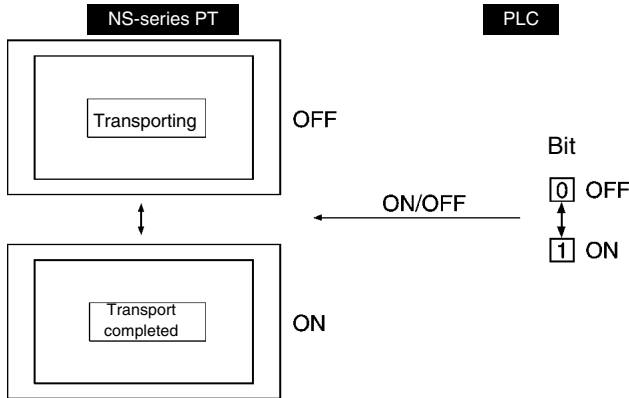 NS-series PT
PLC
Transporting
OFF
Bit
0 OFF
ON/OFF
1 ON
Transport
completed
ON